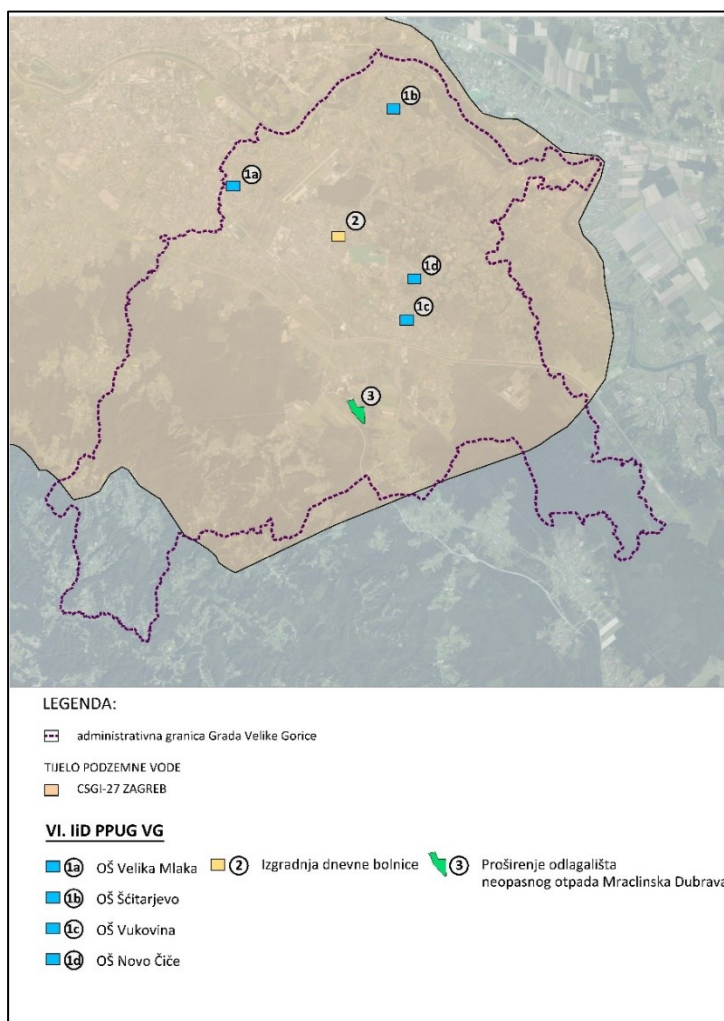 1b
1a
2
1d
1c
3
LEGENDA:
administrativna granica Grada Velike Gorice
TIJELO PODZEMNE VODE
CSGI-27 ZAGREB
VI. IiD PPUG VG
1a OŠ Velika Mlaka 2 Izgradnja dnevne bolnice 3 Proširenje odlagališta
neopasnog otpada Mraclinska Dubrava
1b OŠ Šćitarjevo
1c OŠ Vukovina
1d OŠ Novo Čiče